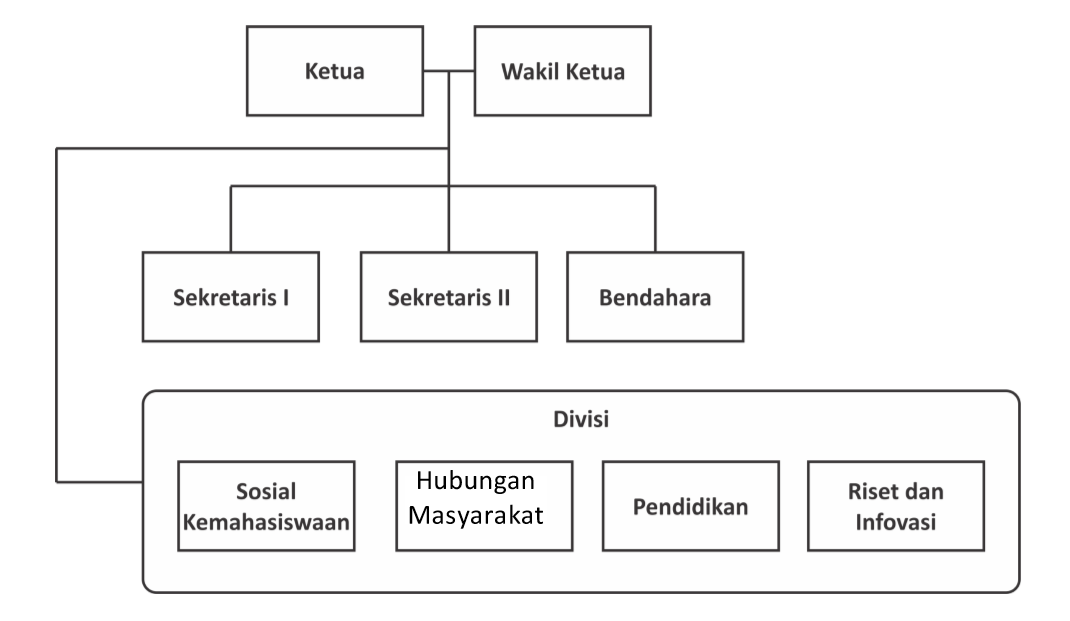 Ketua
Wakil Ketua
Sekretaris I
Sekretaris II
Bendahara
Divisi
Sosial
Kemahasiswaan
Hubungan
Masyarakat
Pendidikan
Riset dan
Infovasi